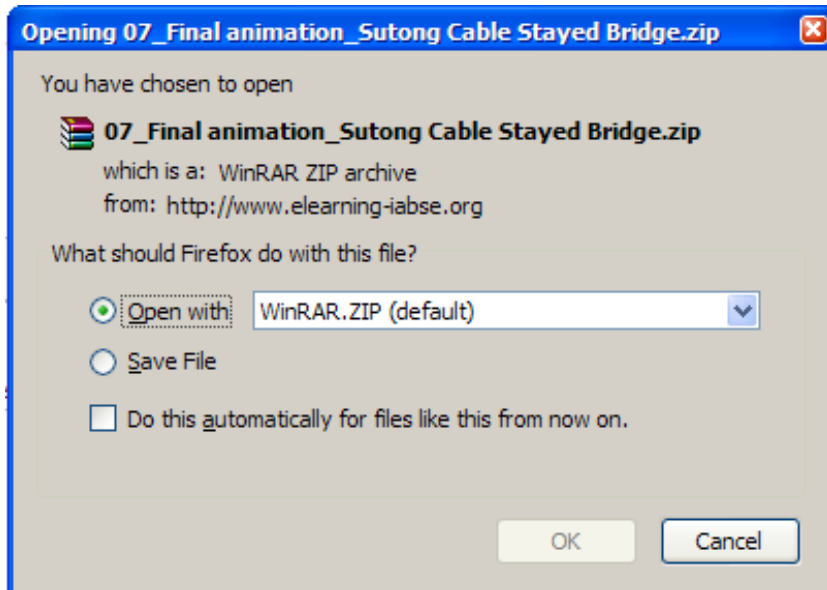 Opening 07_Final animation_Sutong Cable Stayed Bridge.zip
You have chosen to open
07_Final animation_Sutong Cable Stayed Bridge.zip
which is a: WinRAR ZIP archive
from: http://www.elearning-iabse.org
What should Firefox do with this file?
Open with WinRAR.ZIP (default)
Save File
Do this automatically for files like this from now on.
OK Cancel